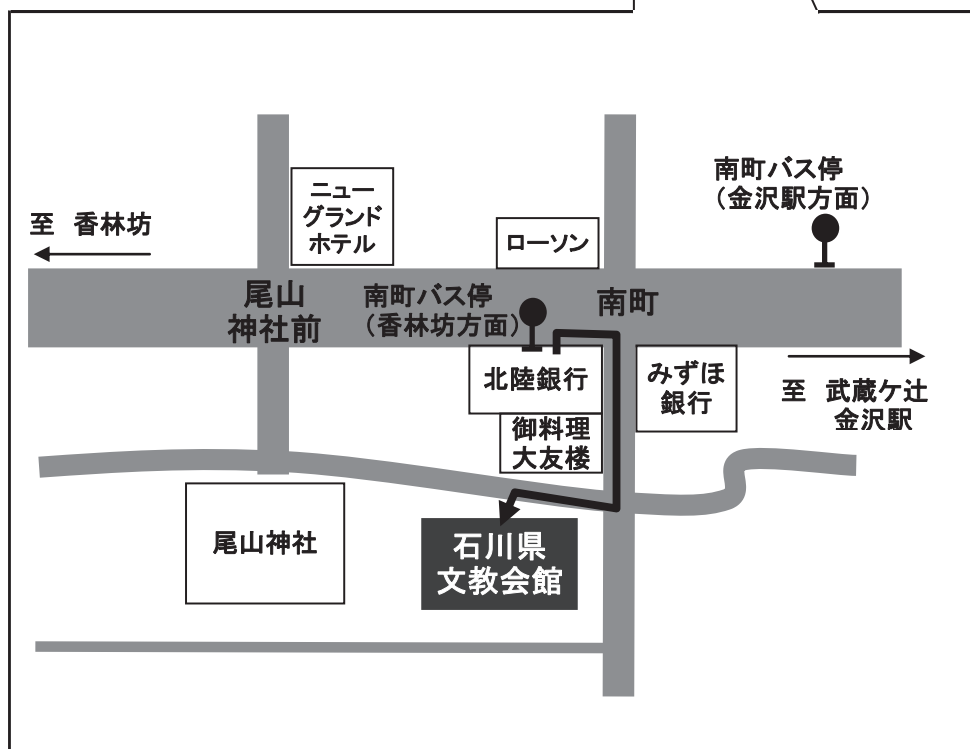 南町バス停
（金沢駅方面）
ニュー
グランド
ホテル
至 香林坊
ローソン
尾山
神社前
南町バス停
（香林坊方面）
南町
北陸銀行
みずほ
銀行
至 武蔵ケ辻
金沢駅
御料理
大友楼
尾山神社
石川県
文教会館